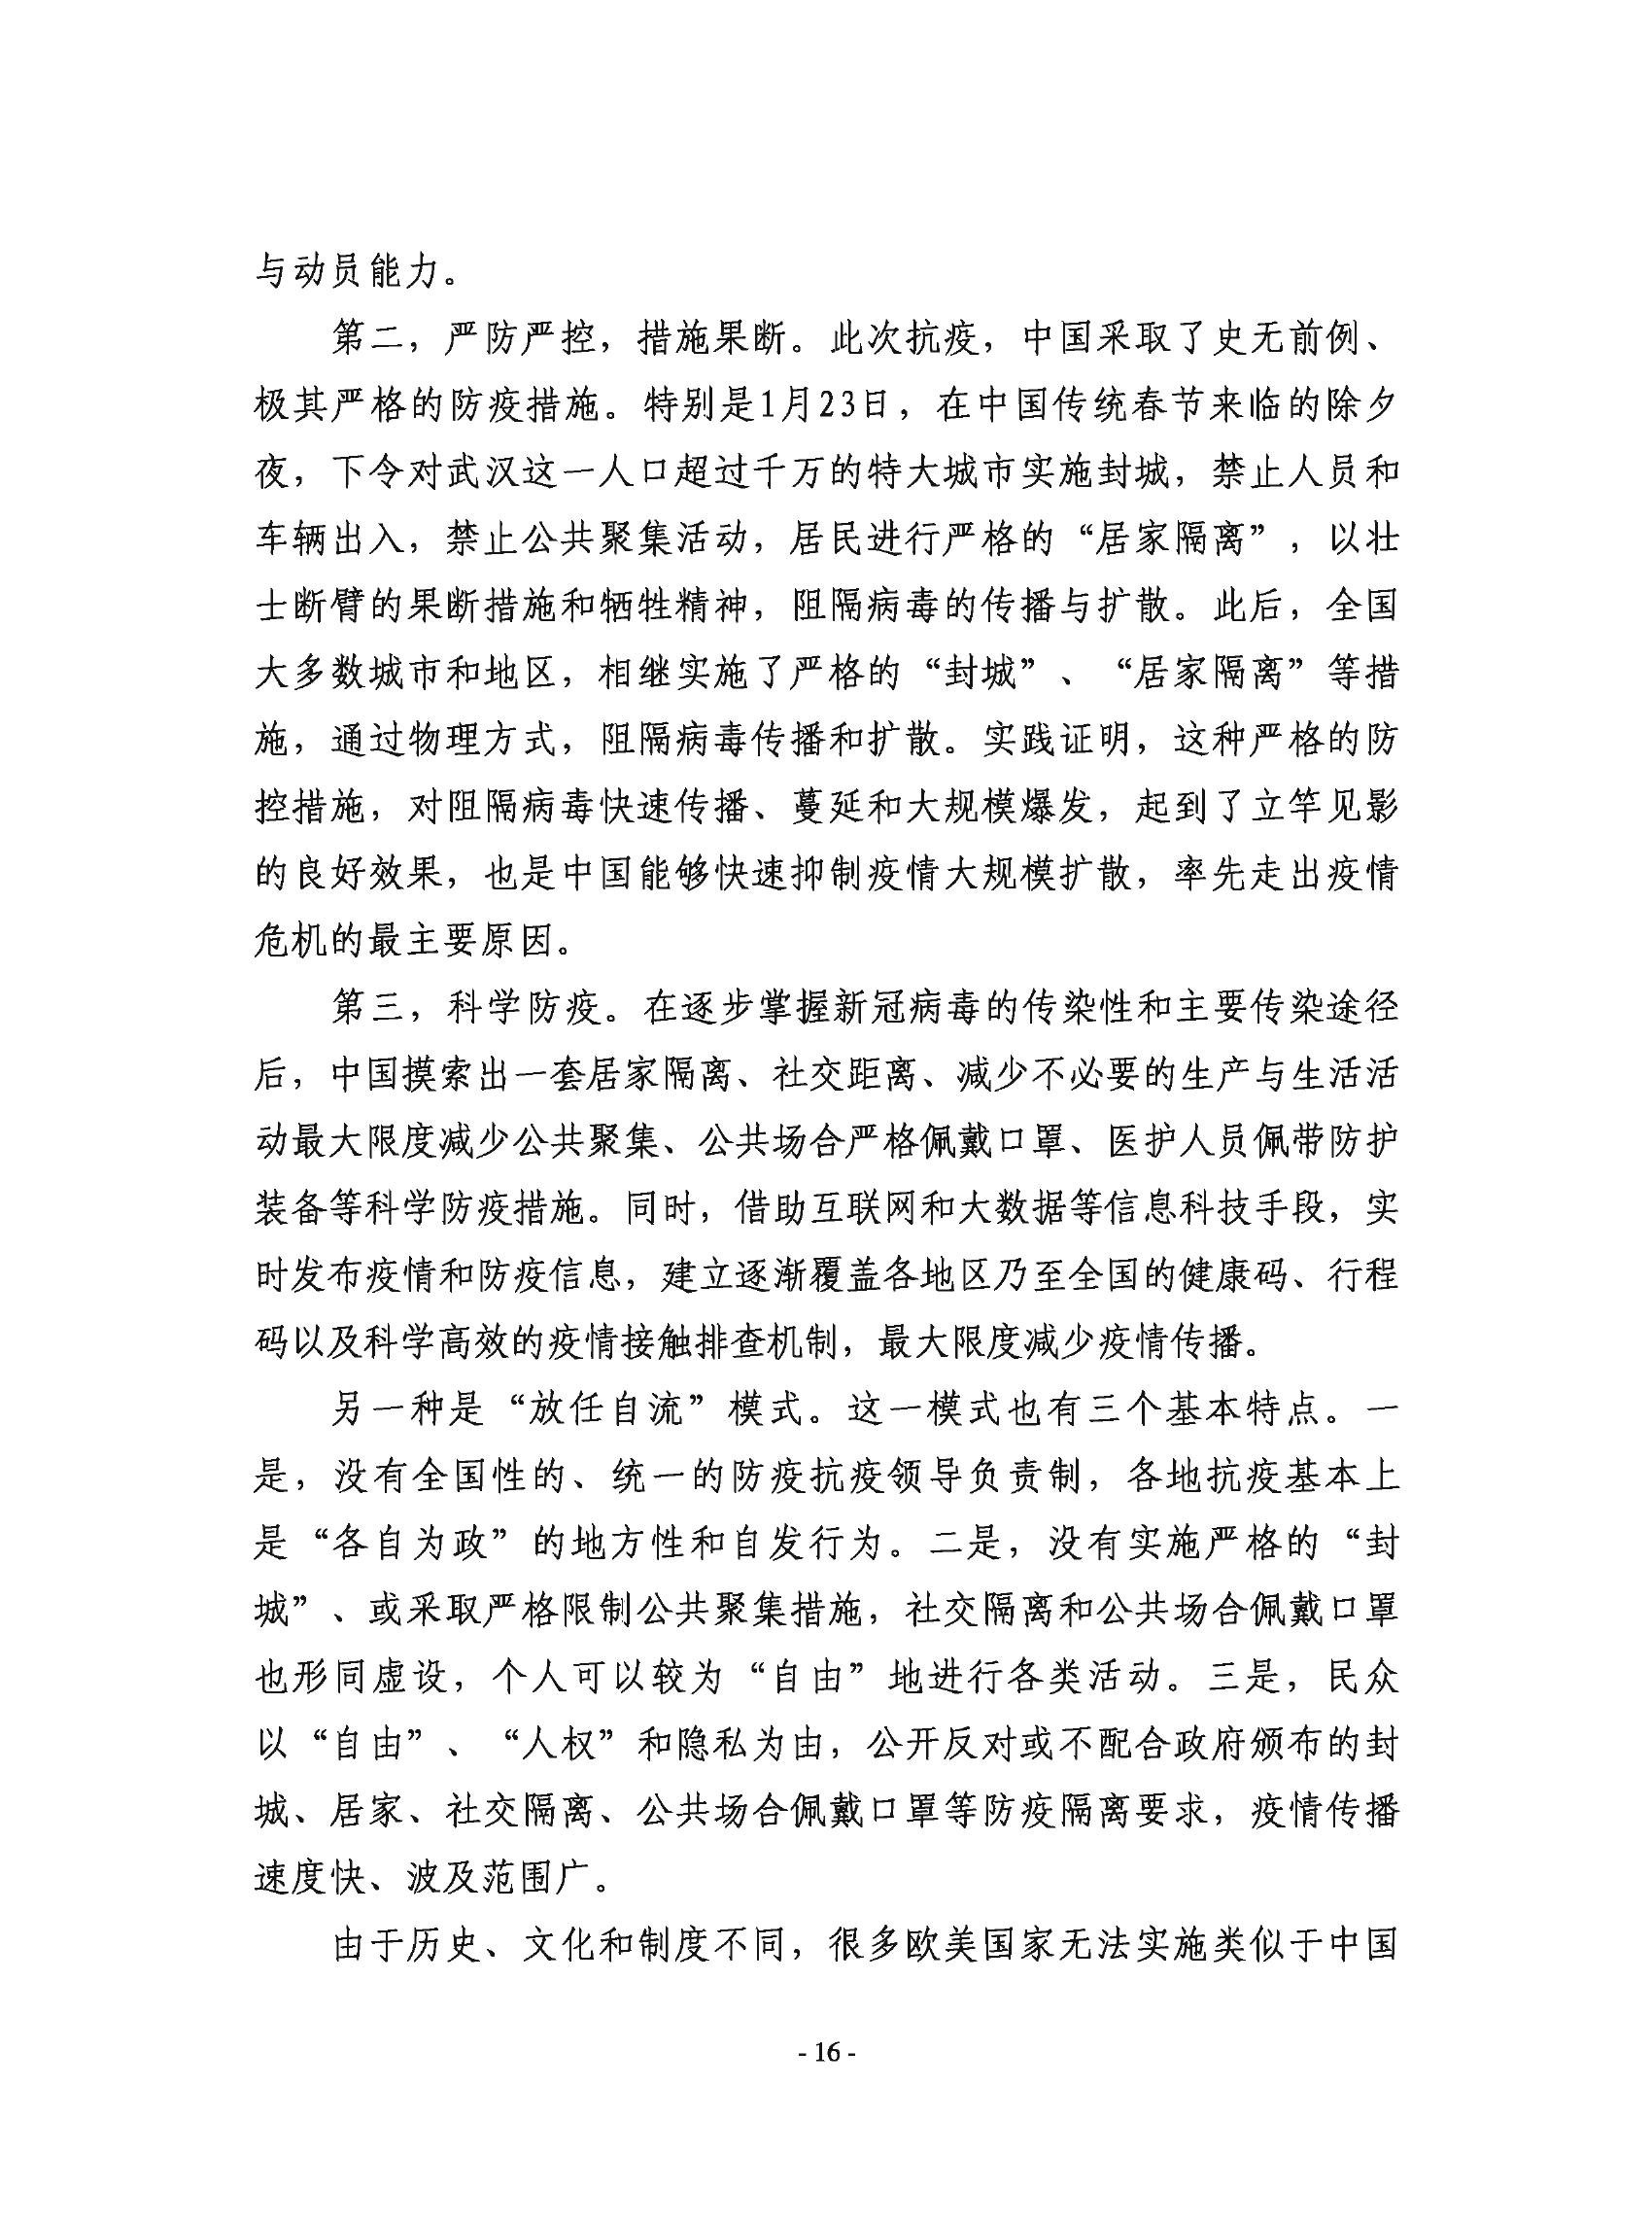 与动员能力。
第二，严防严控，措施果断。此次抗疫，中国采取了史无前例、
极其严格的防疫措施。特别是1月23日，在中国传统春节来临的除夕
夜，下令对武汉这一人口超过千万的特大城市实施封城，禁止人员和
车辆出入，禁止公共聚集活动，居民进行严格的“居家隔离”，以壮
士断臂的果断措施和牺牲精神，阻隔病毒的传播与扩散。此后，全国
大多数城市和地区，相继实施了严格的“封城”、“居家隔离”等措
施，通过物理方式，阻隔病毒传播和扩散。实践证明，这种严格的防
控措施，对阻隔病毒快速传播、蔓延和大规模爆发，起到了立竿见影
的良好效果，也是中国能够快速抑制疫情大规模扩散，率先走出疫情
危机的最主要原因。
第三，科学防疫。在逐步掌握新冠病毒的传染性和主要传染途径
后，中国摸索出一套居家隔离、社交距离、减少不必要的生产与生活活
动最大限度减少公共聚集、公共场合严格佩戴口罩、医护人员佩带防护
装备等科学防疫措施。同时，借助互联网和大数据等信息科技手段，实
时发布疫情和防疫信息，建立逐渐覆盖各地区乃至全国的健康码、行程
码以及科学高效的疫情接触排查机制，最大限度减少疫情传播。
另一种是“放任自流”模式。这一模式也有三个基本特点。一
是，没有全国性的、统一的防疫抗疫领导负责制，各地抗疫基本上
是“各自为政”的地方性和自发行为。二是，没有实施严格的“封
城”、或采取严格限制公共聚集措施，社交隔离和公共场合佩戴口罩
也形同虚设，个人可以较为“自由”地进行各类活动。三是，民众
以“自由”、“人权”和隐私为由，公开反对或不配合政府颁布的封
城、居家、社交隔离、公共场合佩戴口罩等防疫隔离要求，疫情传播
速度快、波及范围广。
由于历史、文化和制度不同，很多欧美国家无法实施类似于中国
- 16 -